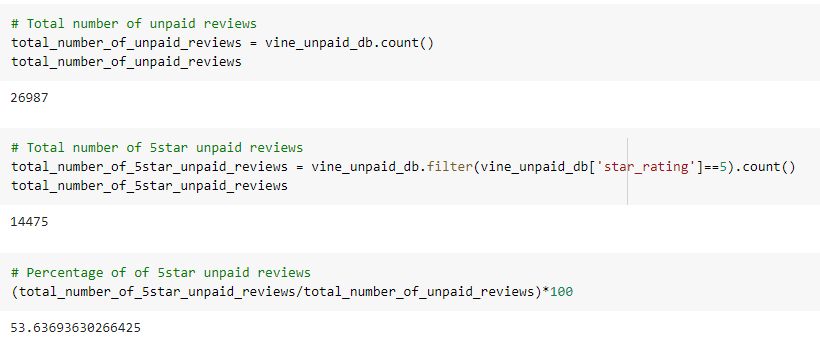 # Total number of unpaid reviews
total_number_of_unpaid_reviews = vine_unpaid_db.count()
total_number_of_unpaid_reviews
26987
# Total number of 5star unpaid reviews
total_number_of_5star_unpaid_reviews = vine_unpaid_db.filter(vine_unpaid_db['star_rating']==5).count()
total_number_of_5star_unpaid_reviews
14475
# Percentage of of 5star unpaid reviews
(total_number_of_5star_unpaid_reviews/total_number_of_unpaid_reviews)*100
53.63693630266425